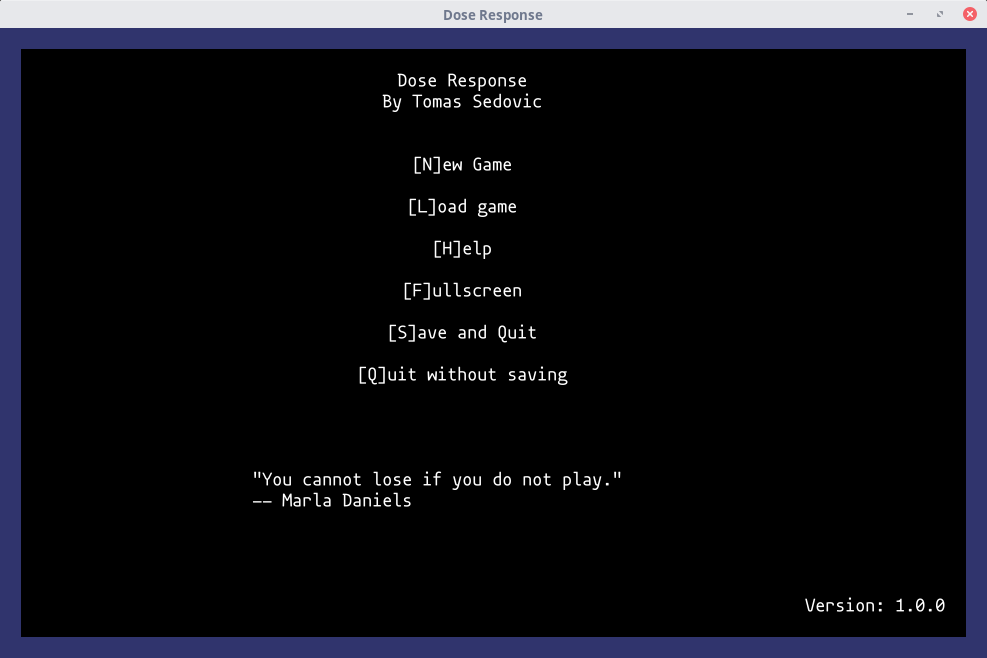 Dose Response
Dose Response
By Tomas Sedovic
[N]ew Game
[L]oad game
[H]elp
[F]ullscreen
[S]ave and Quit
[Q]uit without saving
"You cannot lose if you do not play."
-- Marla Daniels
Version: 1.0.0